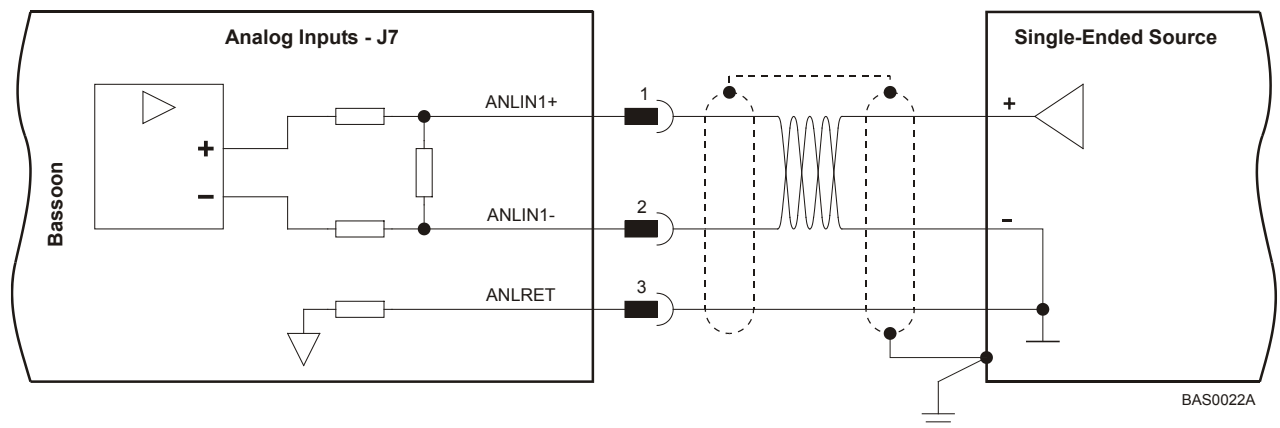 Analog Inputs - J7
Single-Ended Source
Bassoon
+
-
ANLIN1+
1
ANLIN1-
2
ANLRET
3
+
-
BAS0022A